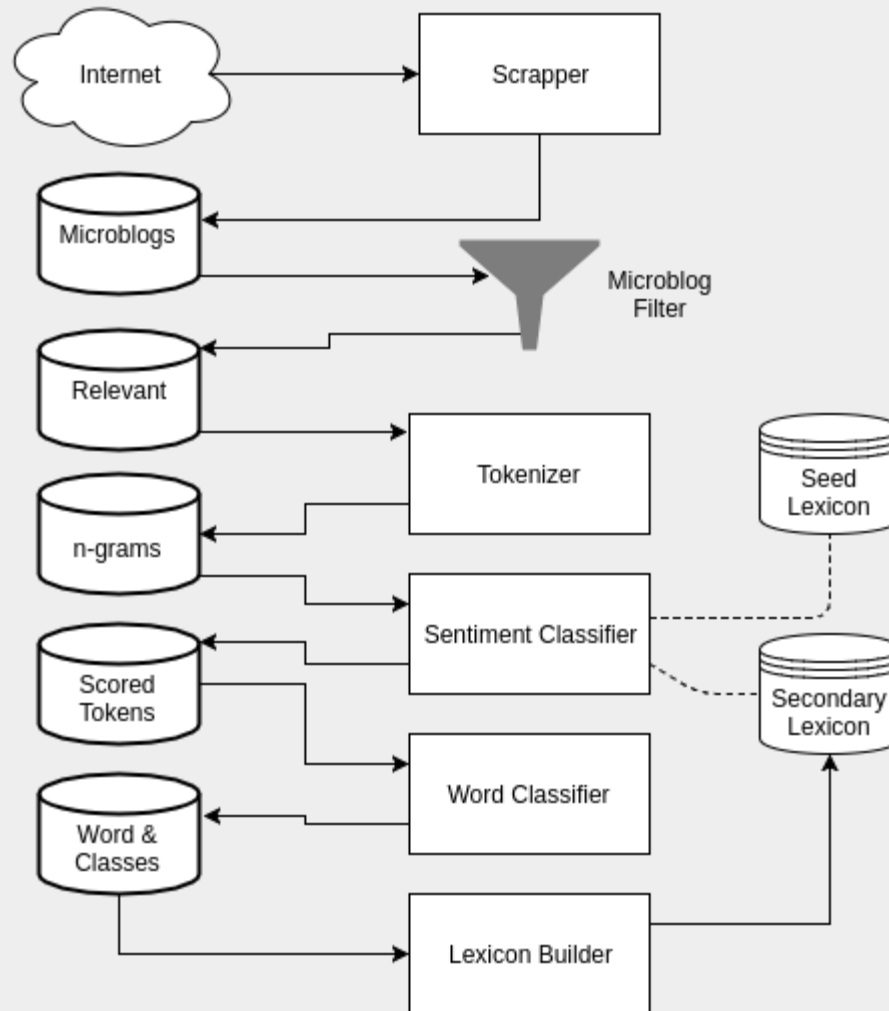 Internet
Scrapper
Microblogs
Microblog
Filter
Relevant
Tokenizer
Seed
Lexicon
n-grams
Sentiment Classifier
Scored
Tokens
Secondary
Lexicon
Word Classifier
Word &
Classes
Lexicon Builder